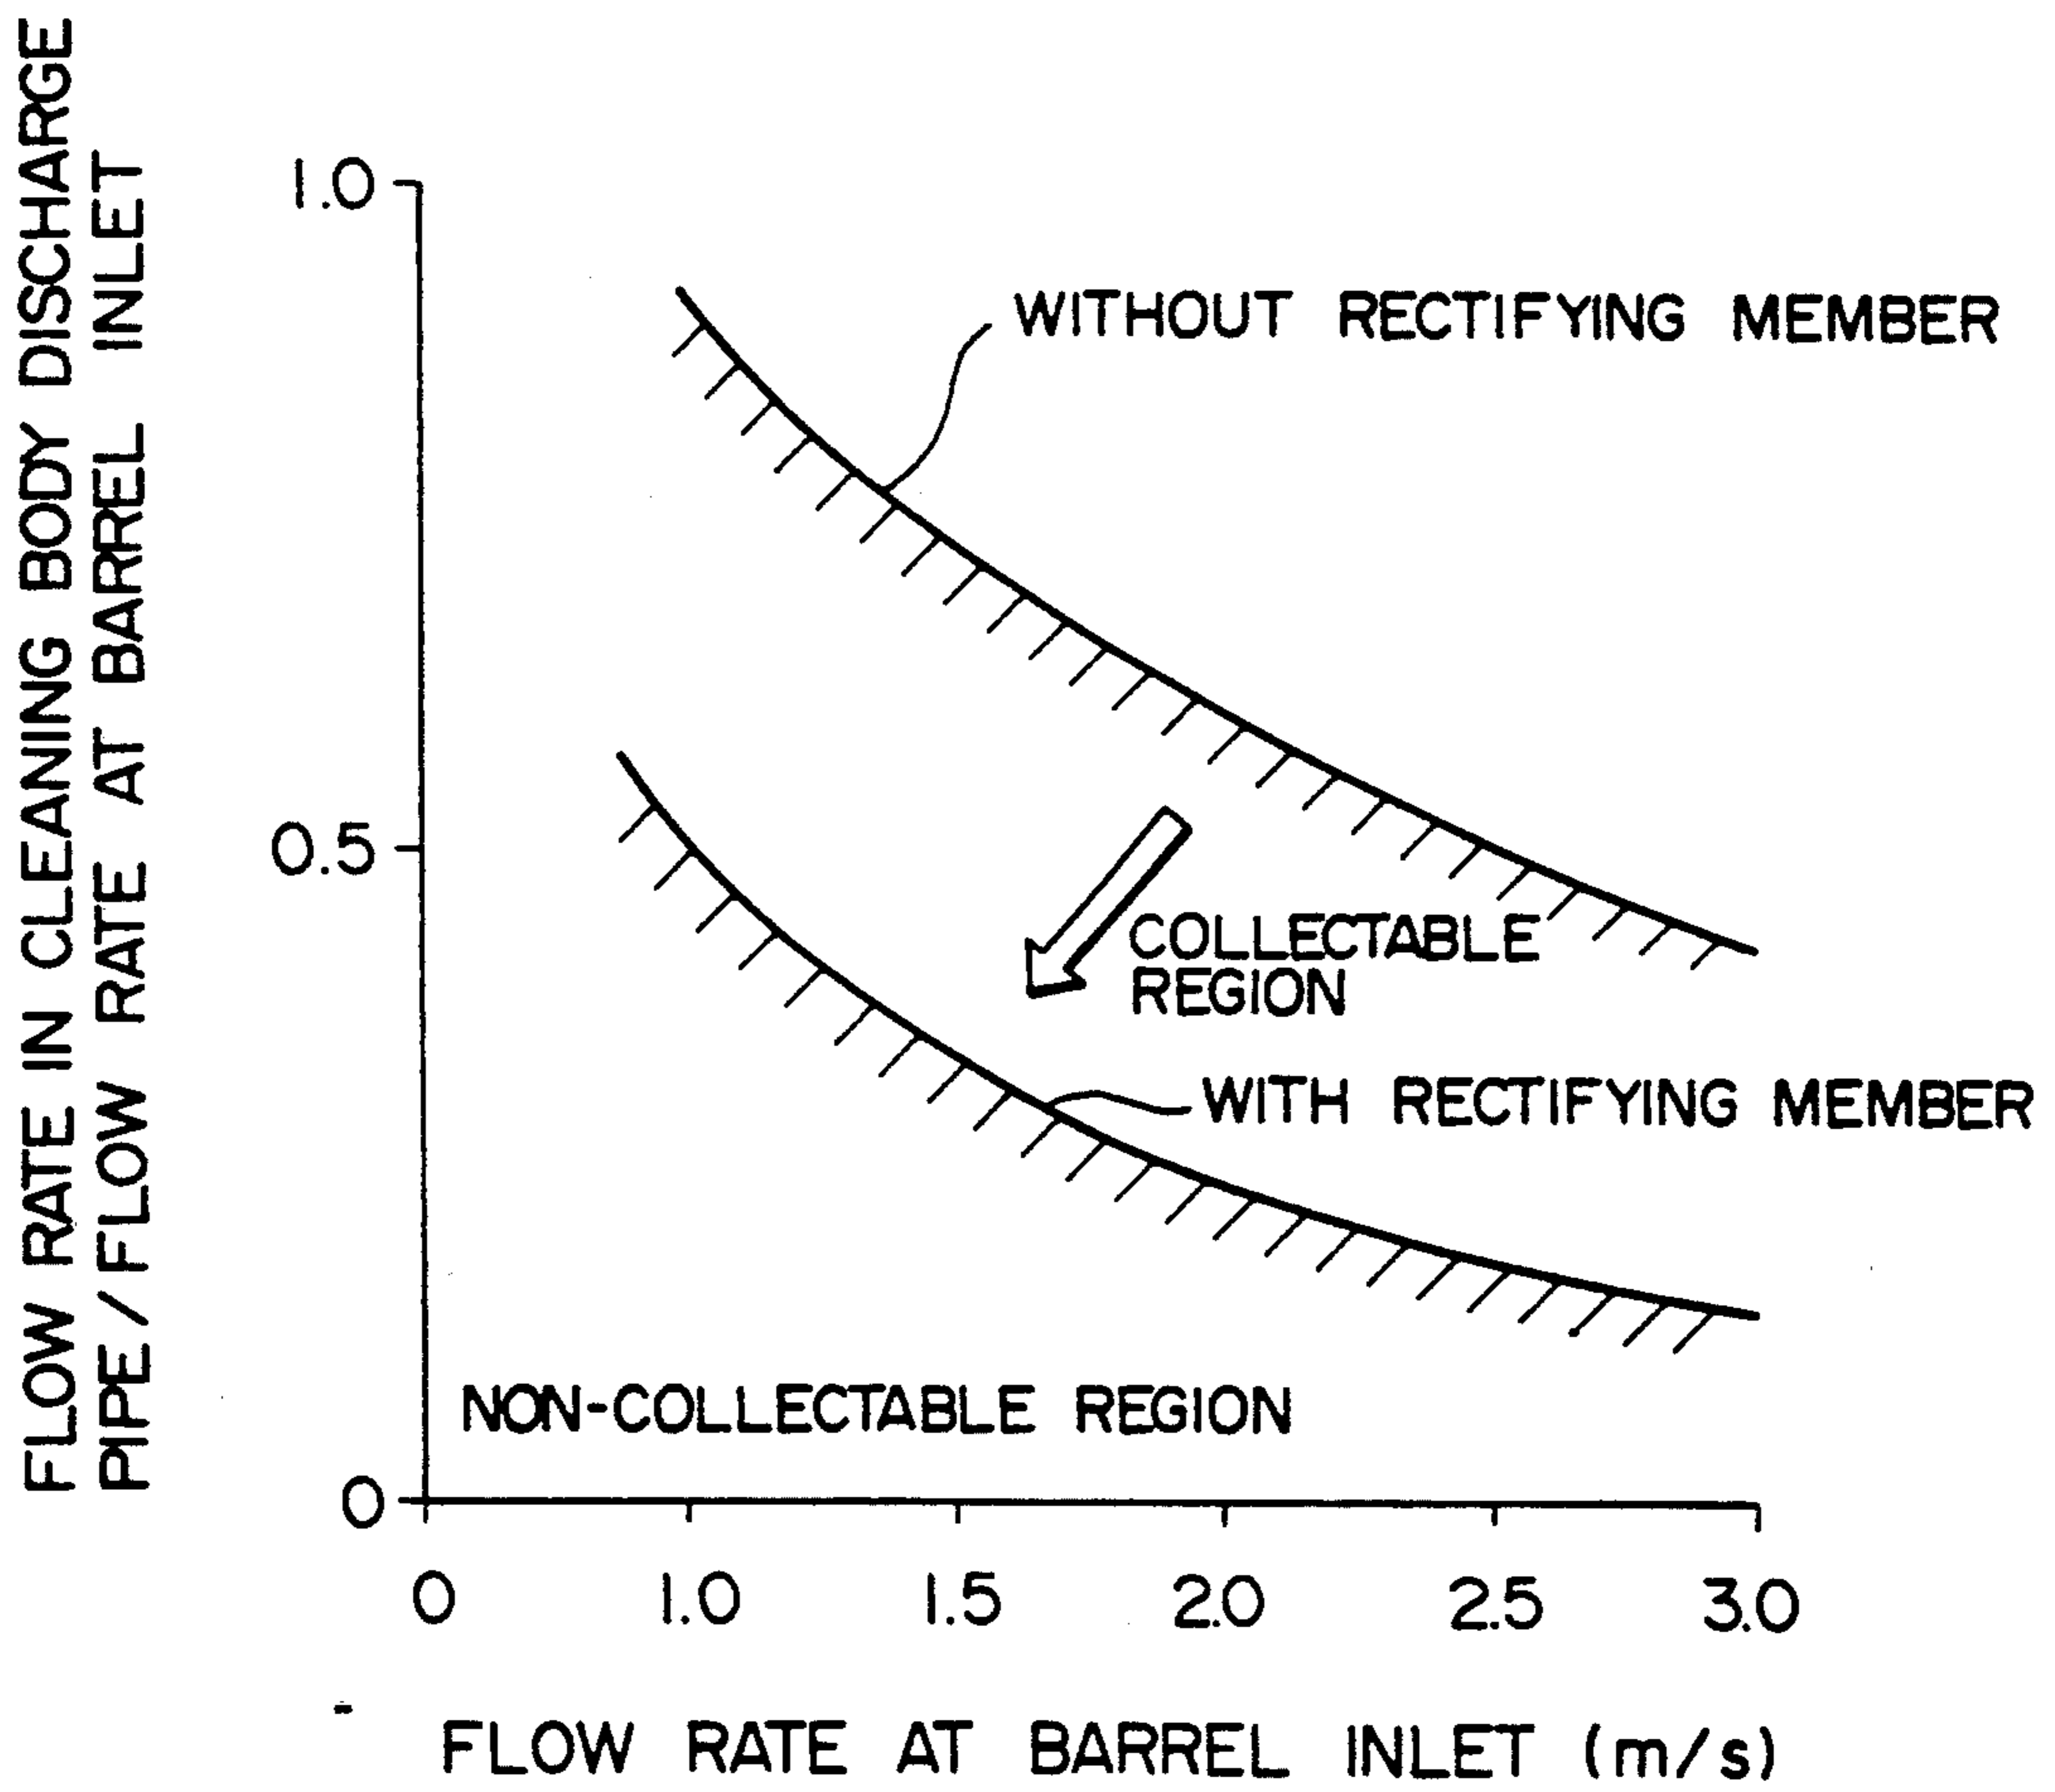 FLOW RATE IN CLEANING BODY DISCHARGE
PIPE/FLOW RATE AT BARREL INLET
1.0
0.5
0
WITHOUT RECTIFYING MEMBER
COLLECTABLE
REGION
WITH RECTIFYING MEMBER
NON-COLLECTABLE REGION
0 1.0 1.5 2.0 2.5 3.0
FLOW RATE AT BARREL INLET (m/s)